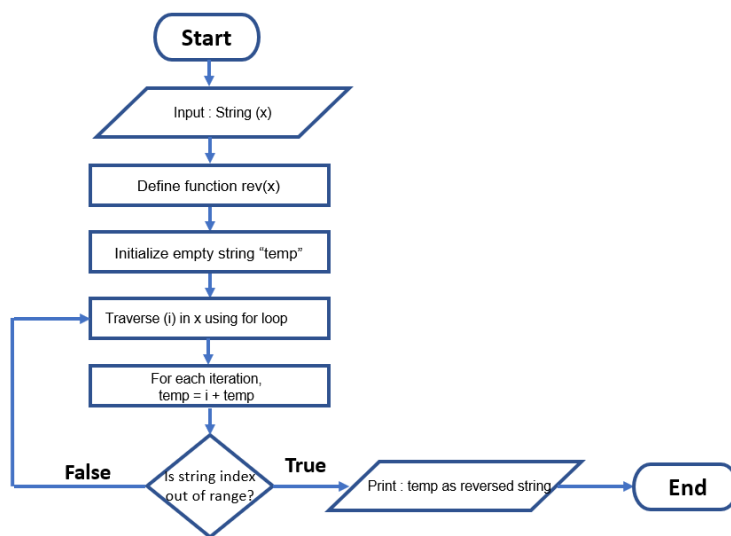 Start
Input : String (x)
Define function rev(x)
Initialize empty string “temp”
Traverse (i) in x using for loop
For each iteration,
temp = i + temp
False
Is string index
out of range?
True
Print : temp as reversed string
End